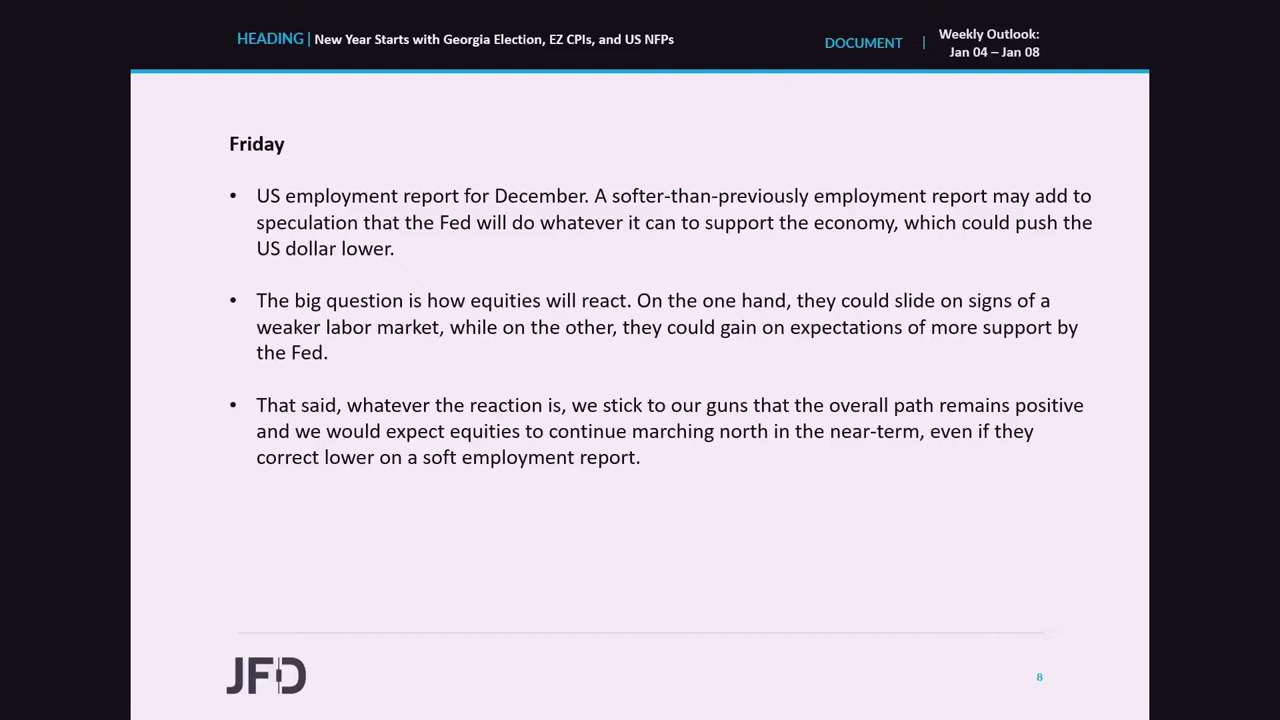 HEADING | New Year Starts with Georgia Election, EZ CPIs, and US NFPs
DOCUMENT | Weekly Outlook:
Jan 04 – Jan 08
Friday
• US employment report for December. A softer-than-previously employment report may add to
speculation that the Fed will do whatever it can to support the economy, which could push the
US dollar lower.
• The big question is how equities will react. On the one hand, they could slide on signs of a
weaker labor market, while on the other, they could gain on expectations of more support by
the Fed.
• That said, whatever the reaction is, we stick to our guns that the overall path remains positive
and we would expect equities to continue marching north in the near-term, even if they
correct lower on a soft employment report.
JFD
8